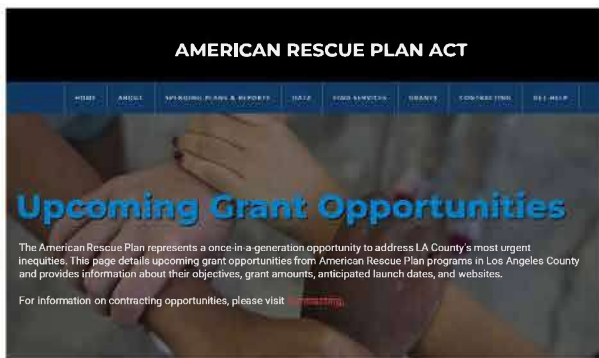 AMERICAN RESCUE PLAN ACT
HOME ABOUT SPENDING PLANS & REPORTS DATA FIND SERVICES GRANTS CONTRACTING GET HELP
Upcoming Grant Opportunities
The American Rescue Plan represents a once-in-a-generation opportunity to address LA County's most urgent
inequities. This page details upcoming grant opportunities from American Rescue Plan programs in Los Angeles County
and provides information about their objectives, grant amounts, anticipated launch dates, and websites.
For information on contracting opportunities, please visit Contracting.